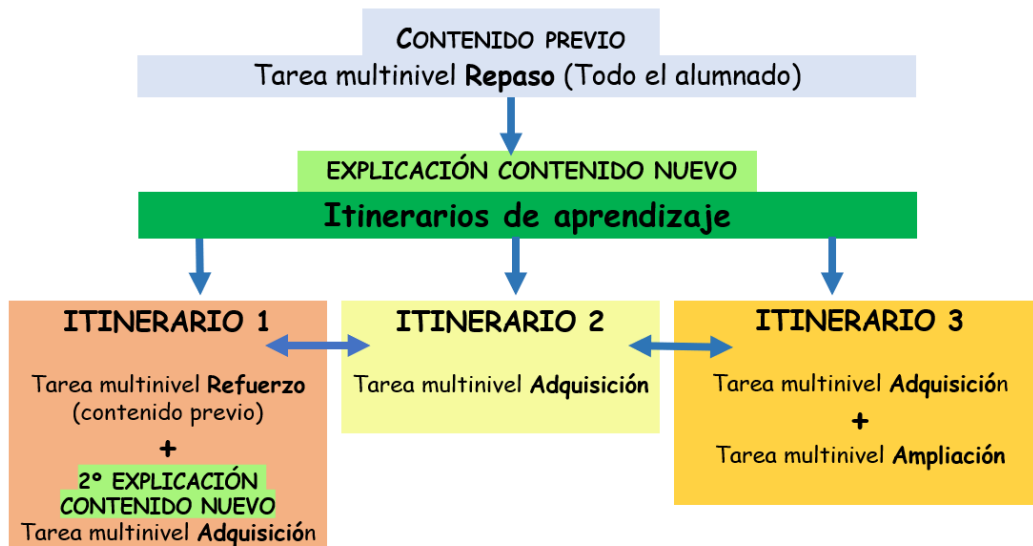 CONTENIDO PREVIO
Tarea multinivel Repaso (Todo el alumnado)
EXPLICACIÓN CONTENIDO NUEVO
Itinerarios de aprendizaje
ITINERARIO 1
Tarea multinivel Refuerzo
(contenido previo)
+
2º EXPLICACIÓN
CONTENIDO NUEVO
Tarea multinivel Adquisición
ITINERARIO 2
Tarea multinivel Adquisición
ITINERARIO 3
Tarea multinivel Adquisición
+
Tarea multinivel Ampliación